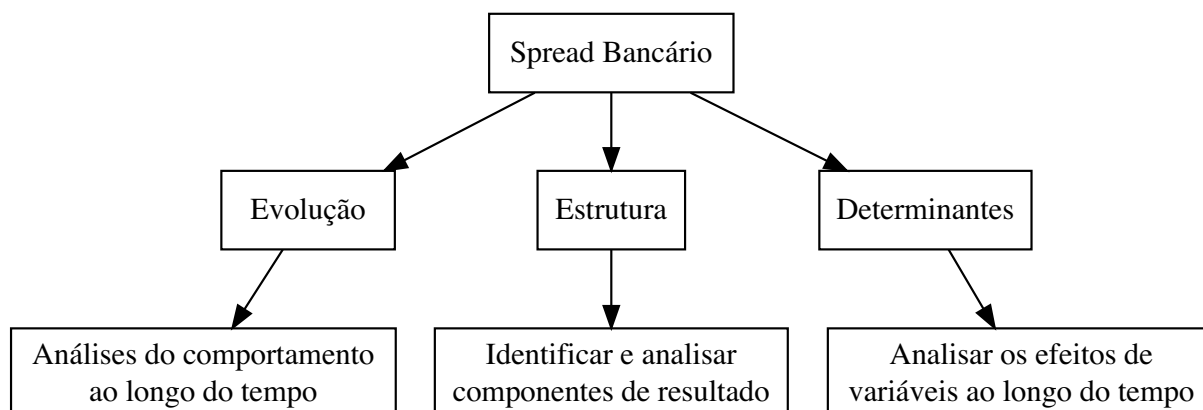 Spread Bancário
Evolução
Estrutura
Determinantes
Análises do comportamento
ao longo do tempo
Identificar e analisar
componentes de resultado
Analisar os efeitos de
variáveis ao longo do tempo